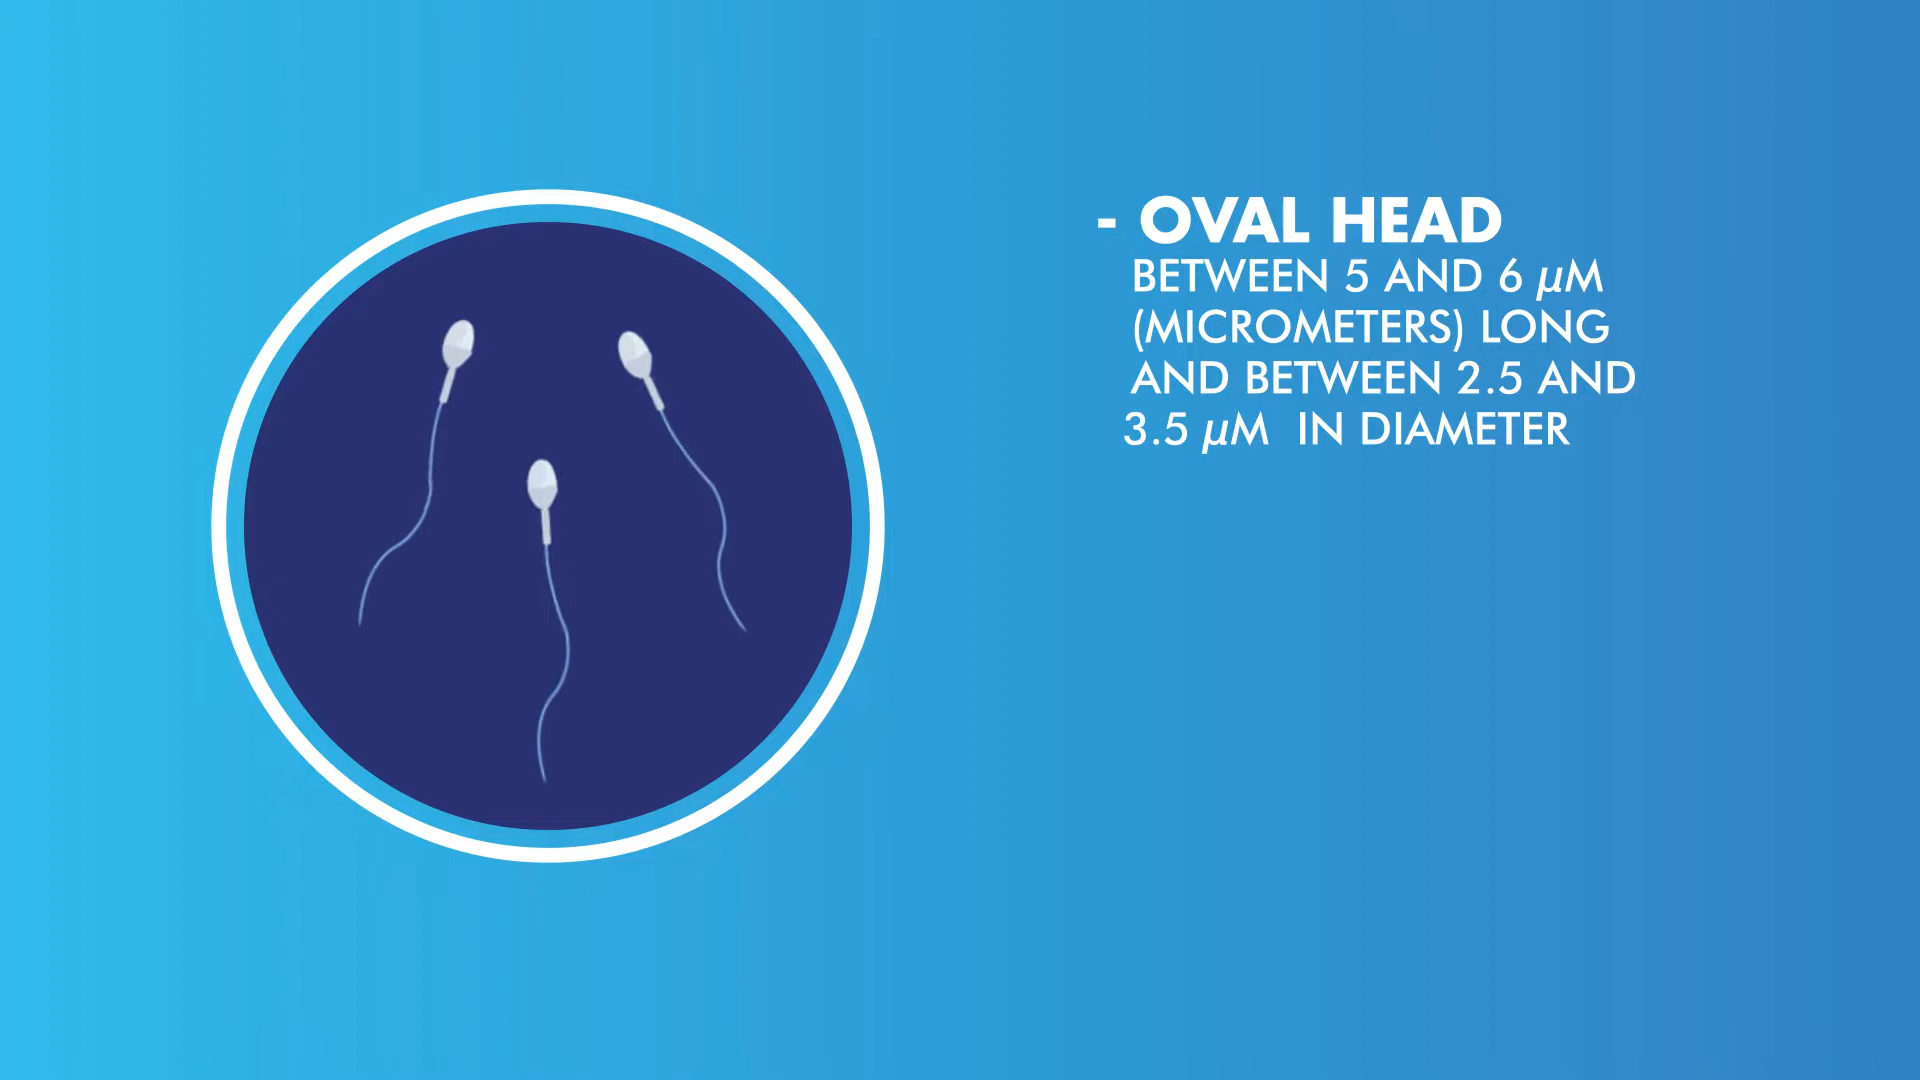 - OVAL HEAD
BETWEEN 5 AND 6 µM
(MICROMETERS) LONG
AND BETWEEN 2.5 AND
3.5 µM IN DIAMETER